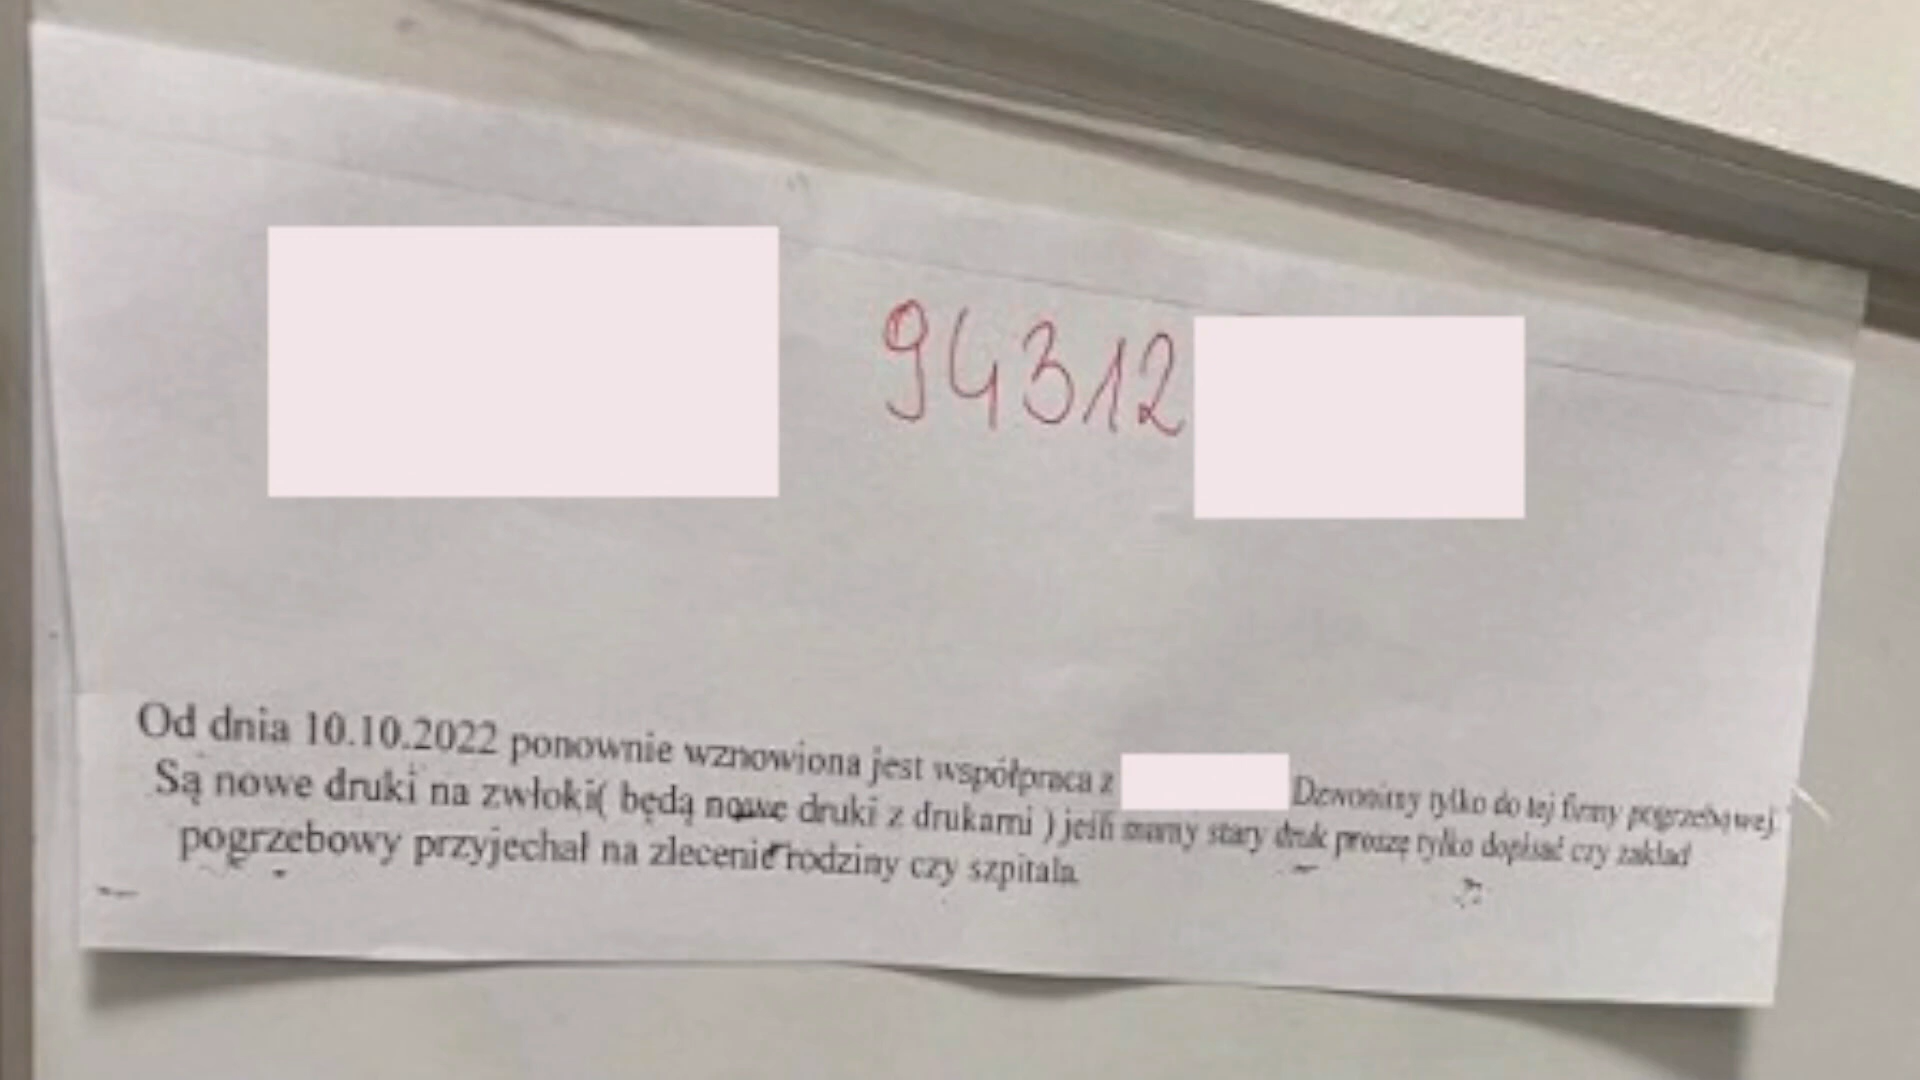 94312
Od dnia 10.10.2022 ponownie wznowiona jest współpraca z Dzwonimy tylko do tej firmy pogrzebowej.
Są nowe druki na zwłoki( będą nowe druki z drukami ) jeśli mamy stary druk proszę tylko dopisać czy zakład
pogrzebowy przyjechał na zlecenie rodziny czy szpitala.